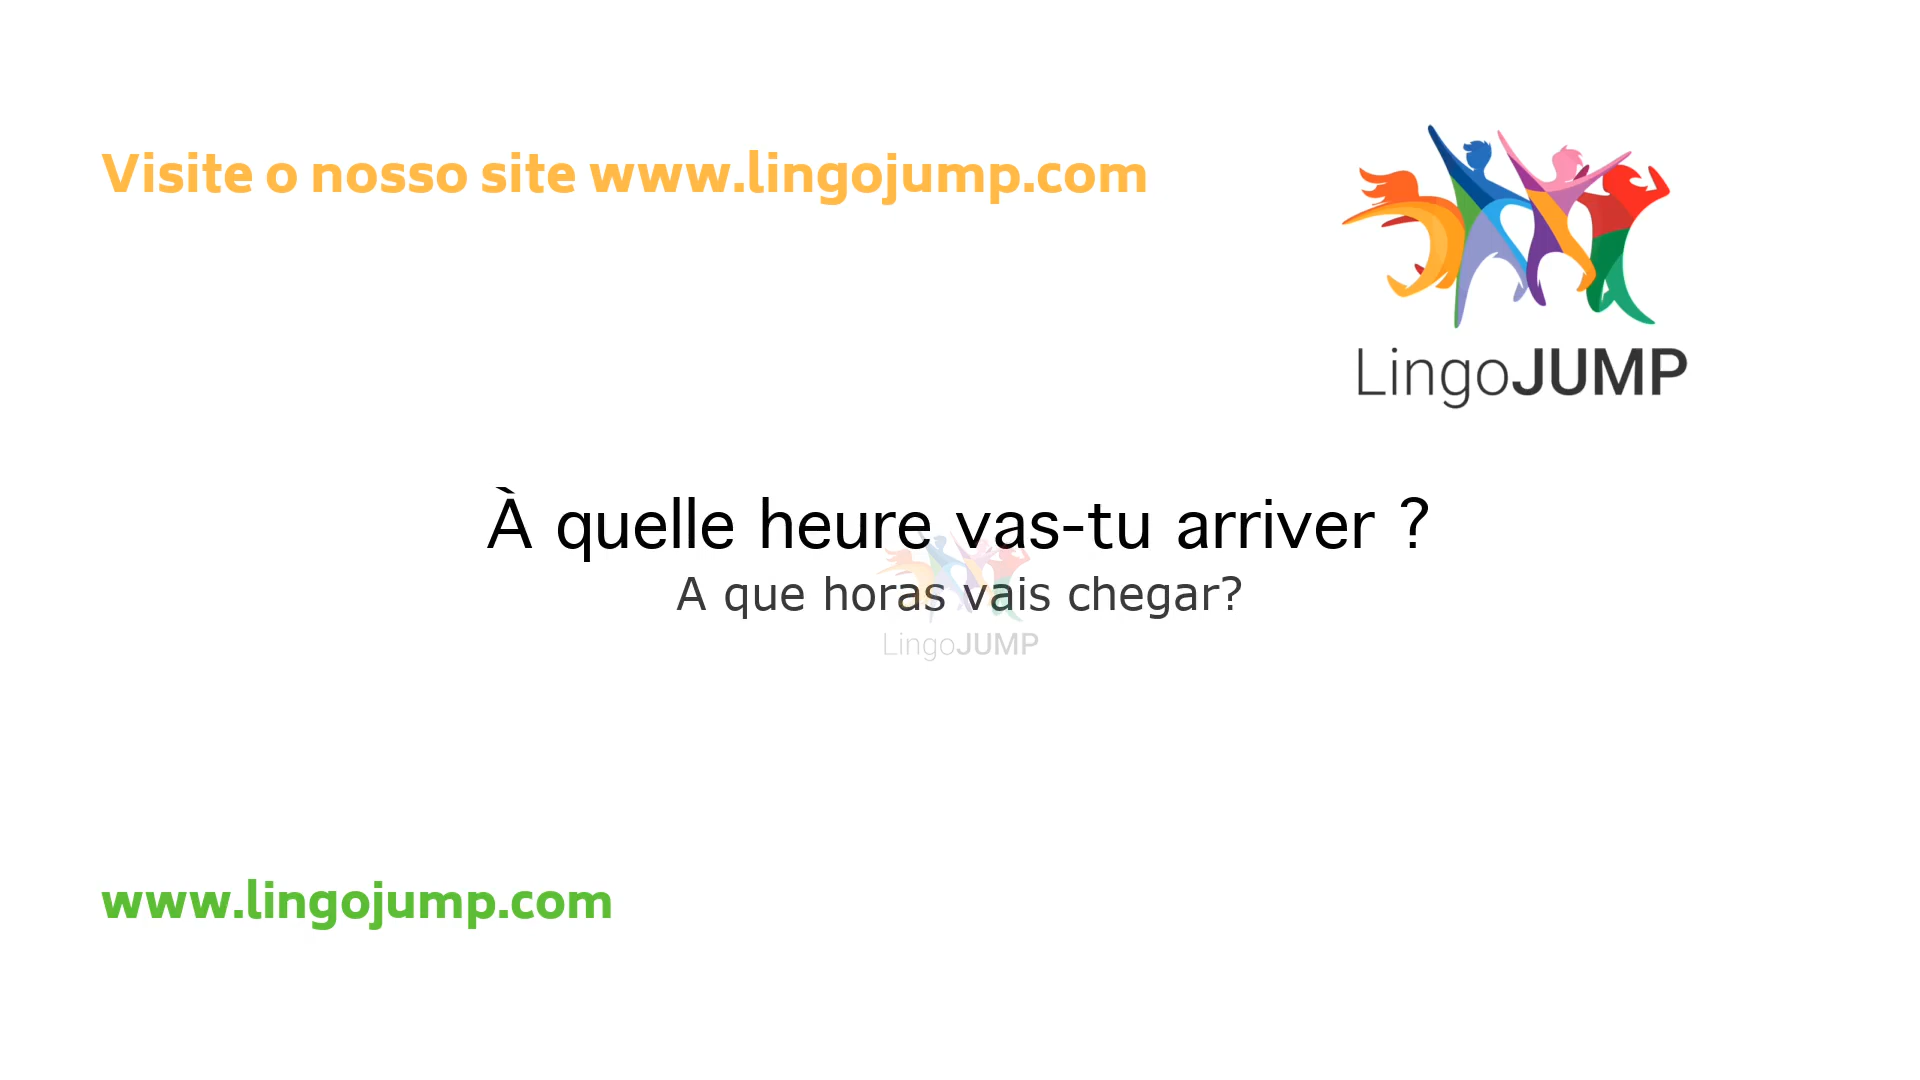 Visite o nosso site www.lingojump.com
LingoJUMP
À quelle heure vas-tu arriver ?
A que horas vais chegar?
LingoJUMP
www.lingojump.com